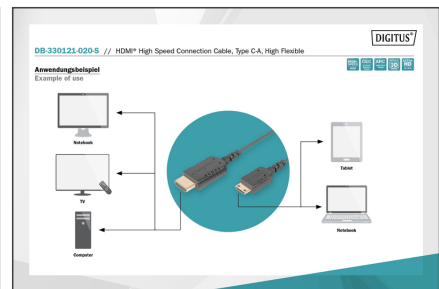 DIGITUS®
DB-330121-020-S // HDMI® High Speed Connection Cable, Type C-A, High Flexible
Anwendungsbeispiel
Example of use
Notebook
TV
Computer
Tablet
Notebook